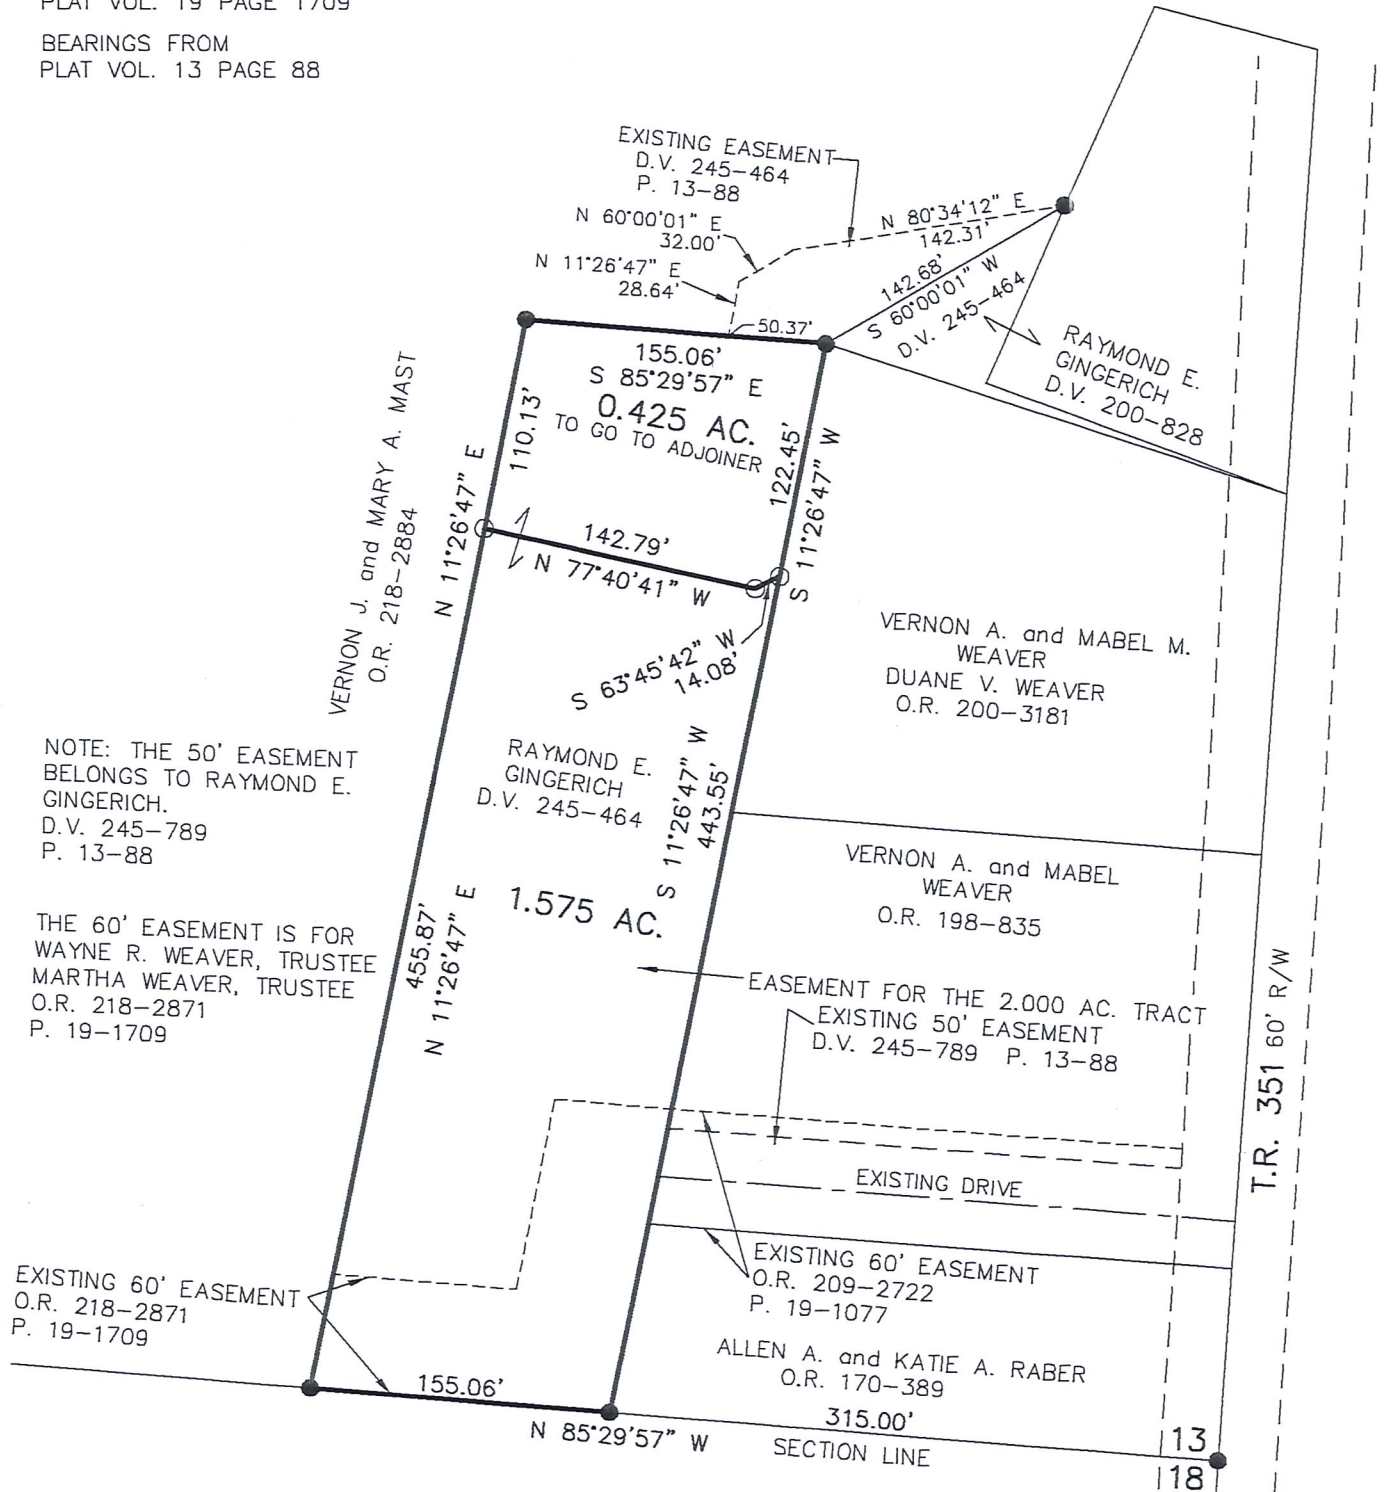 PLAT VOL. 19 PAGE 1709
BEARINGS FROM
PLAT VOL. 13 PAGE 88
EXISTING EASEMENT
D.V. 245-464
P. 13-88
N 60°00'01" E
32.00'
N 11°26'47" E
28.64'
N 80°34'12" E
142.31'
142.68'
S 60°00'01" W
D.V. 245-464
RAYMOND E.
GINGERICH
D.V. 200-828
50.37'
155.06'
S 85°29'57" E
0.425 AC.
TO GO TO ADJOINER
110.13'
N 11°26'47" E
122.45'
S 11°26'47" W
VERNON J. and MARY A. MAST
O.R. 218-2884
142.79'
N 77°40'41" W
S 63°45'42" W
14.08'
VERNON A. and MABEL M.
WEAVER
DUANE V. WEAVER
O.R. 200-3181
NOTE: THE 50' EASEMENT
BELONGS TO RAYMOND E.
GINGERICH.
D.V. 245-789
P. 13-88
RAYMOND E.
GINGERICH
D.V. 245-464
S 11°26'47" W
443.55'
VERNON A. and MABEL
WEAVER
O.R. 198-835
1.575 AC.
THE 60' EASEMENT IS FOR
WAYNE R. WEAVER, TRUSTEE
MARTHA WEAVER, TRUSTEE
O.R. 218-2871
P. 19-1709
455.87'
N 11°26'47" E
EASEMENT FOR THE 2.000 AC. TRACT
EXISTING 50' EASEMENT
D.V. 245-789 P. 13-88
T.R. 351 60' R/W
EXISTING DRIVE
EXISTING 60' EASEMENT
O.R. 209-2722
P. 19-1077
EXISTING 60' EASEMENT
O.R. 218-2871
P. 19-1709
ALLEN A. and KATIE A. RABER
O.R. 170-389
155.06'
N 85°29'57" W
315.00'
SECTION LINE
13
18